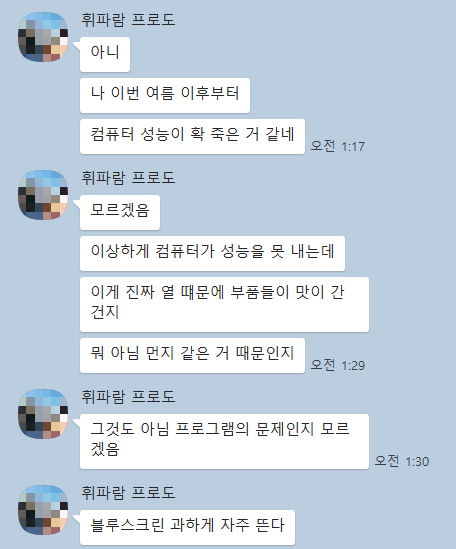 휘파람 프로도
아니
나 이번 여름 이후부터
컴퓨터 성능이 확 죽은 거 같네
오전 1:17
휘파람 프로도
모르겠음
이상하게 컴퓨터가 성능을 못 내는데
이게 진짜 열 떄문에 부품들이 맛이 간
건지
뭐 아님 먼지 같은 거 때문인지
오전 1:29
휘파람 프로도
그것도 아님 프로그램의 문제인지 모르
겠음
오전 1:30
휘파람 프로도
블루스크린 과하게 자주 뜬다